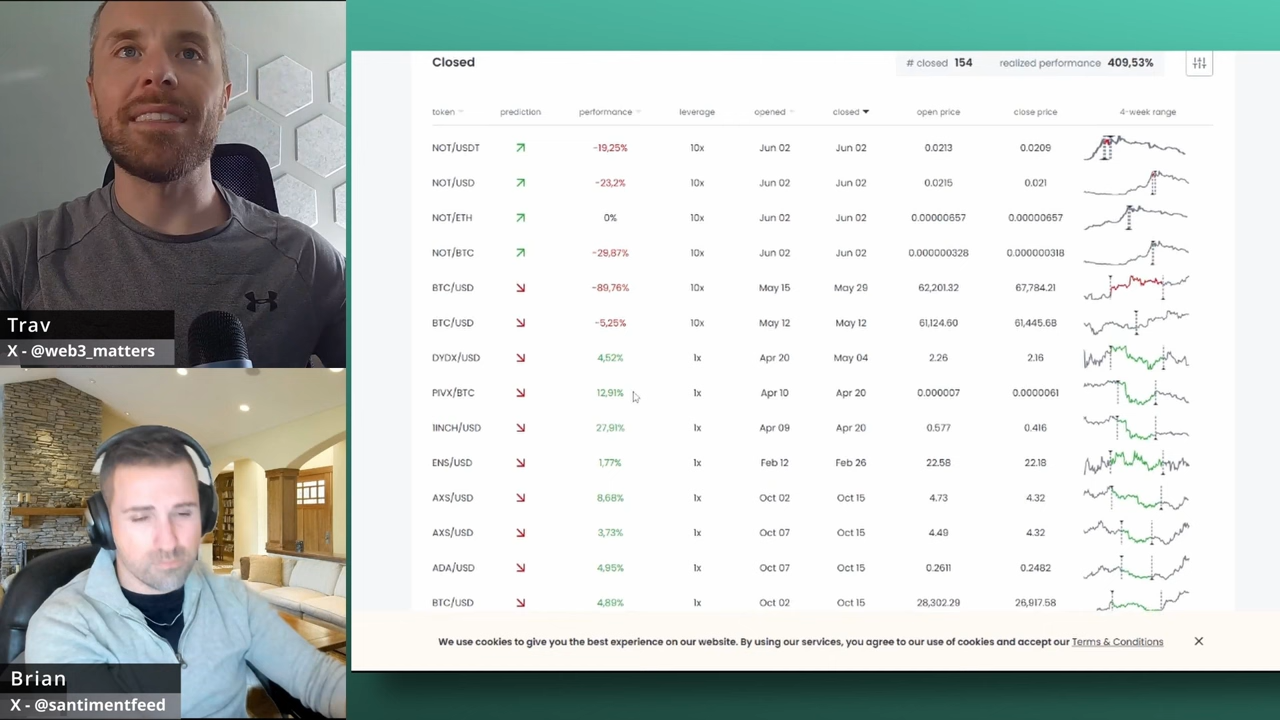 Trav
X - @web3_matters
Brian
X - @santimentfeed
Closed # closed 154 realized performance 409,53%
token prediction performance leverage opened closed open price close price 4-week range
NOT/USDT -19,25% 10x Jun 02 Jun 02 0.0213 0.0209
NOT/USD -23,2% 10x Jun 02 Jun 02 0.0215 0.021
NOT/ETH 0% 10x Jun 02 Jun 02 0.00000657 0.00000657
NOT/BTC -29,87% 10x Jun 02 Jun 02 0.000000328 0.000000318
BTC/USD -89,76% 10x May 15 May 29 62,201.32 67,784.21
BTC/USD -5,25% 10x May 12 May 12 61,124.60 61,445.68
DYDX/USD 4,52% 1x Apr 20 May 04 2.26 2.16
PIVX/BTC 12,91% 1x Apr 10 Apr 20 0.000007 0.0000061
1INCH/USD 27,91% 1x Apr 09 Apr 20 0.577 0.416
ENS/USD 1,77% 1x Feb 12 Feb 26 22.58 22.18
AXS/USD 8,68% 1x Oct 02 Oct 15 4.73 4.32
AXS/USD 3,73% 1x Oct 07 Oct 15 4.49 4.32
ADA/USD 4,95% 1x Oct 07 Oct 15 0.2611 0.2482
BTC/USD 4,89% 1x Oct 02 Oct 15 28,302.29 26,917.58
We use cookies to give you the best experience on our website. By using our services, you agree to our use of cookies and accept our Terms & Conditions